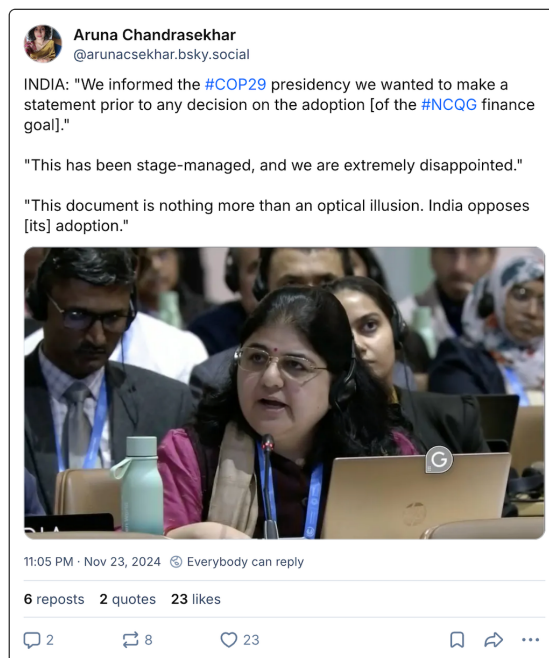 Aruna Chandrasekhar
@arunacsekhar.bsky.social
INDIA: "We informed the #COP29 presidency we wanted to make a
statement prior to any decision on the adoption [of the #NCQG finance
goal]."
"This has been stage-managed, and we are extremely disappointed."
"This document is nothing more than an optical illusion. India opposes
[its] adoption."
G
DIA
hp
11:05 PM · Nov 23, 2024 Everybody can reply
6 reposts 2 quotes 23 likes
2 8 23